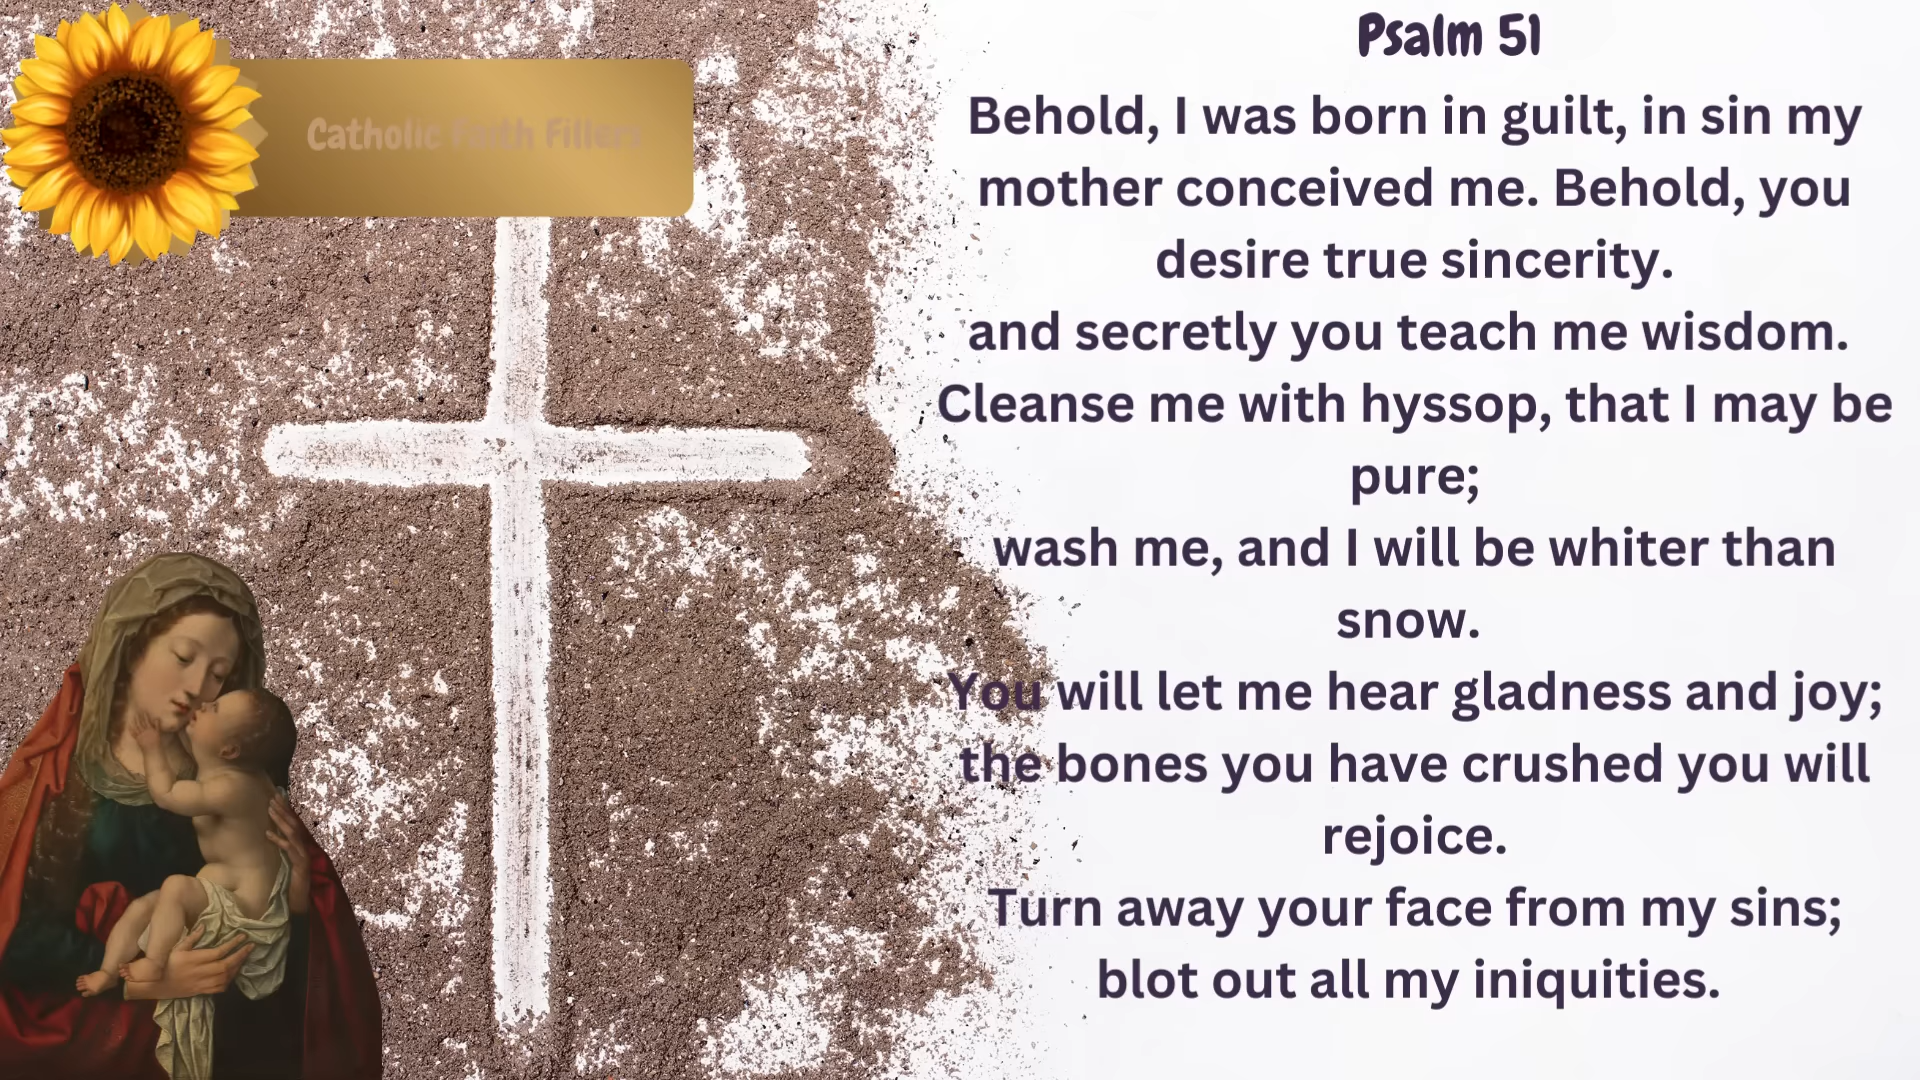 Catholic Faith Fillers
Psalm 51
Behold, I was born in guilt, in sin my
mother conceived me. Behold, you
desire true sincerity.
and secretly you teach me wisdom.
Cleanse me with hyssop, that I may be
pure;
wash me, and I will be whiter than
snow.
You will let me hear gladness and joy;
the bones you have crushed you will
rejoice.
Turn away your face from my sins;
blot out all my iniquities.